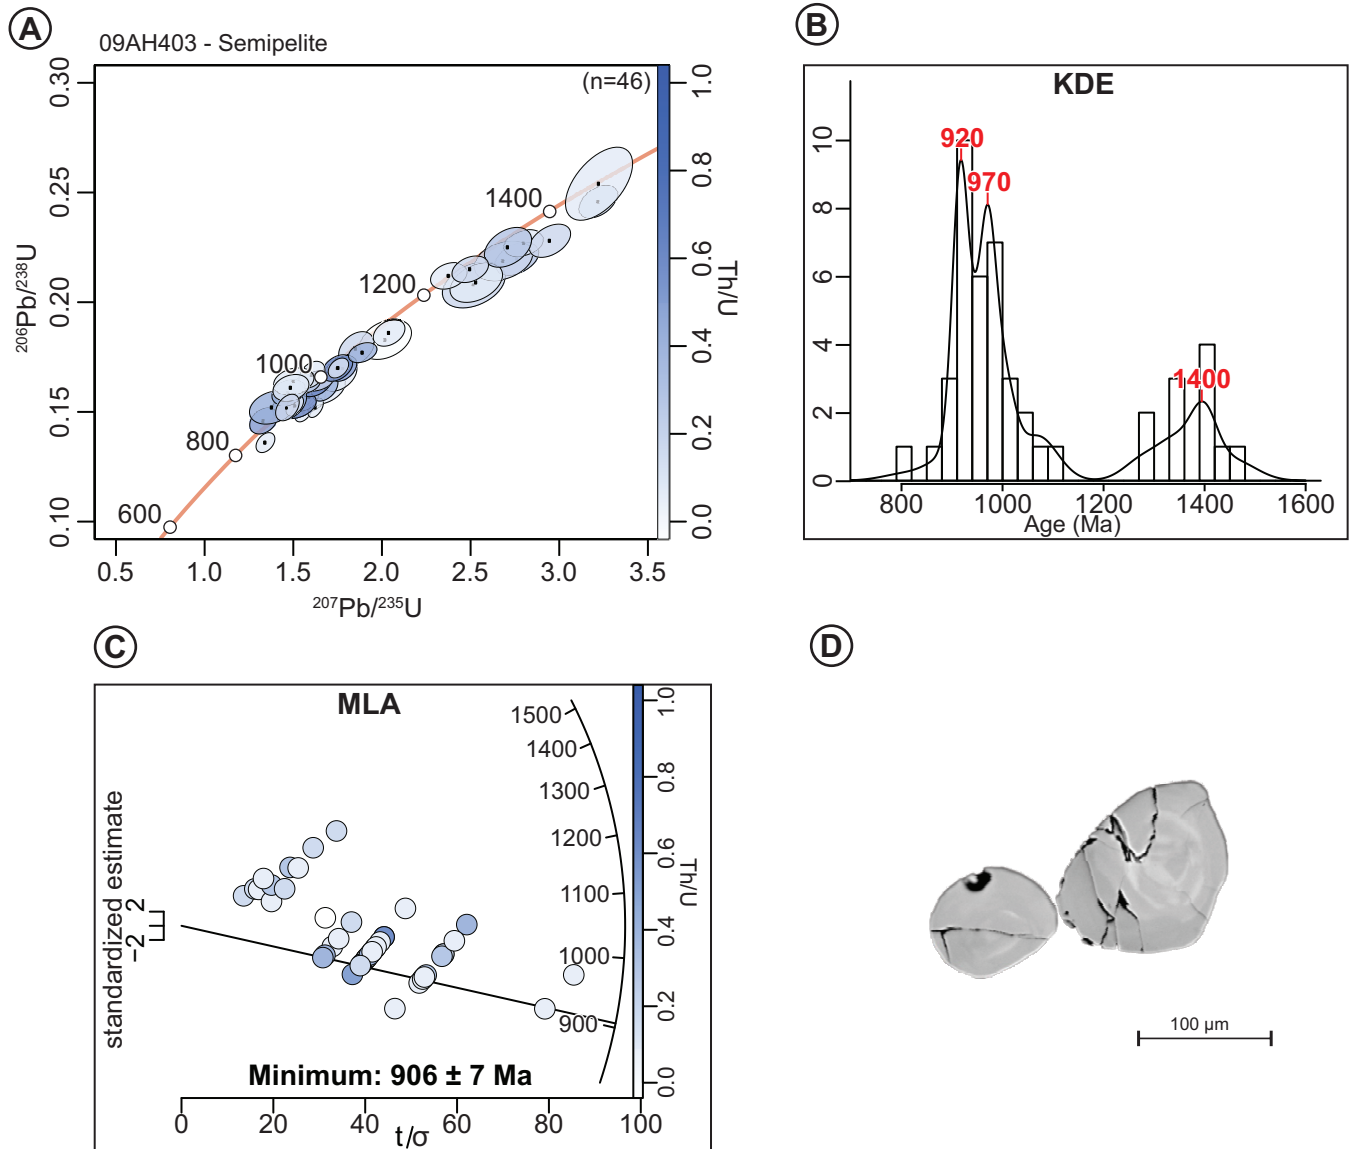 A
09AH403 - Semipelite
(n=46)
0.30
0.25
0.20
0.15
0.10
206Pb/238U
1400
1200
1000
800
600
0.5 1.0 1.5 2.0 2.5 3.0 3.5
207Pb/235U
1.0
0.8
0.6
0.4
0.2
0.0
Th/U
B
KDE
10
8
6
4
2
0
920
970
1400
800 1000 1200 1400 1600
Age (Ma)
C
MLA
1500
1400
1300
1200
1100
1000
900
standardized estimate
−2 2
Minimum: 906 ± 7 Ma
0 20 40 60 80 100
t/σ
1.0
0.8
0.6
0.4
0.2
0.0
Th/U
D
100 µm